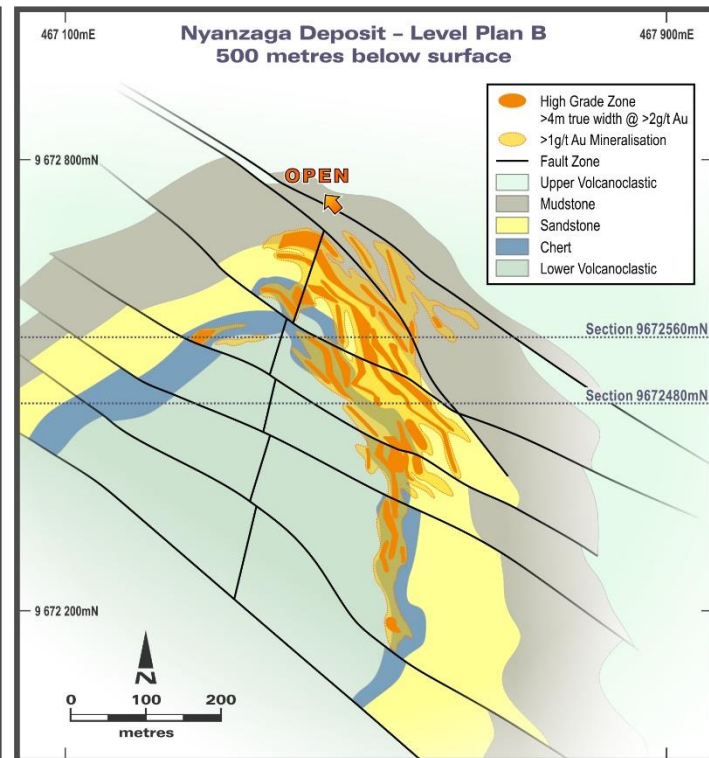 467 100mE
467 900mE
Nyanzaga Deposit – Level Plan B
500 metres below surface
High Grade Zone
>4m true width @ >2g/t Au
>1g/t Au Mineralisation
Fault Zone
Upper Volcanoclastic
Mudstone
Sandstone
Chert
Lower Volcanoclastic
9 672 800mN
OPEN
Section 9672560mN
Section 9672480mN
9 672 200mN
N
0 100 200
metres